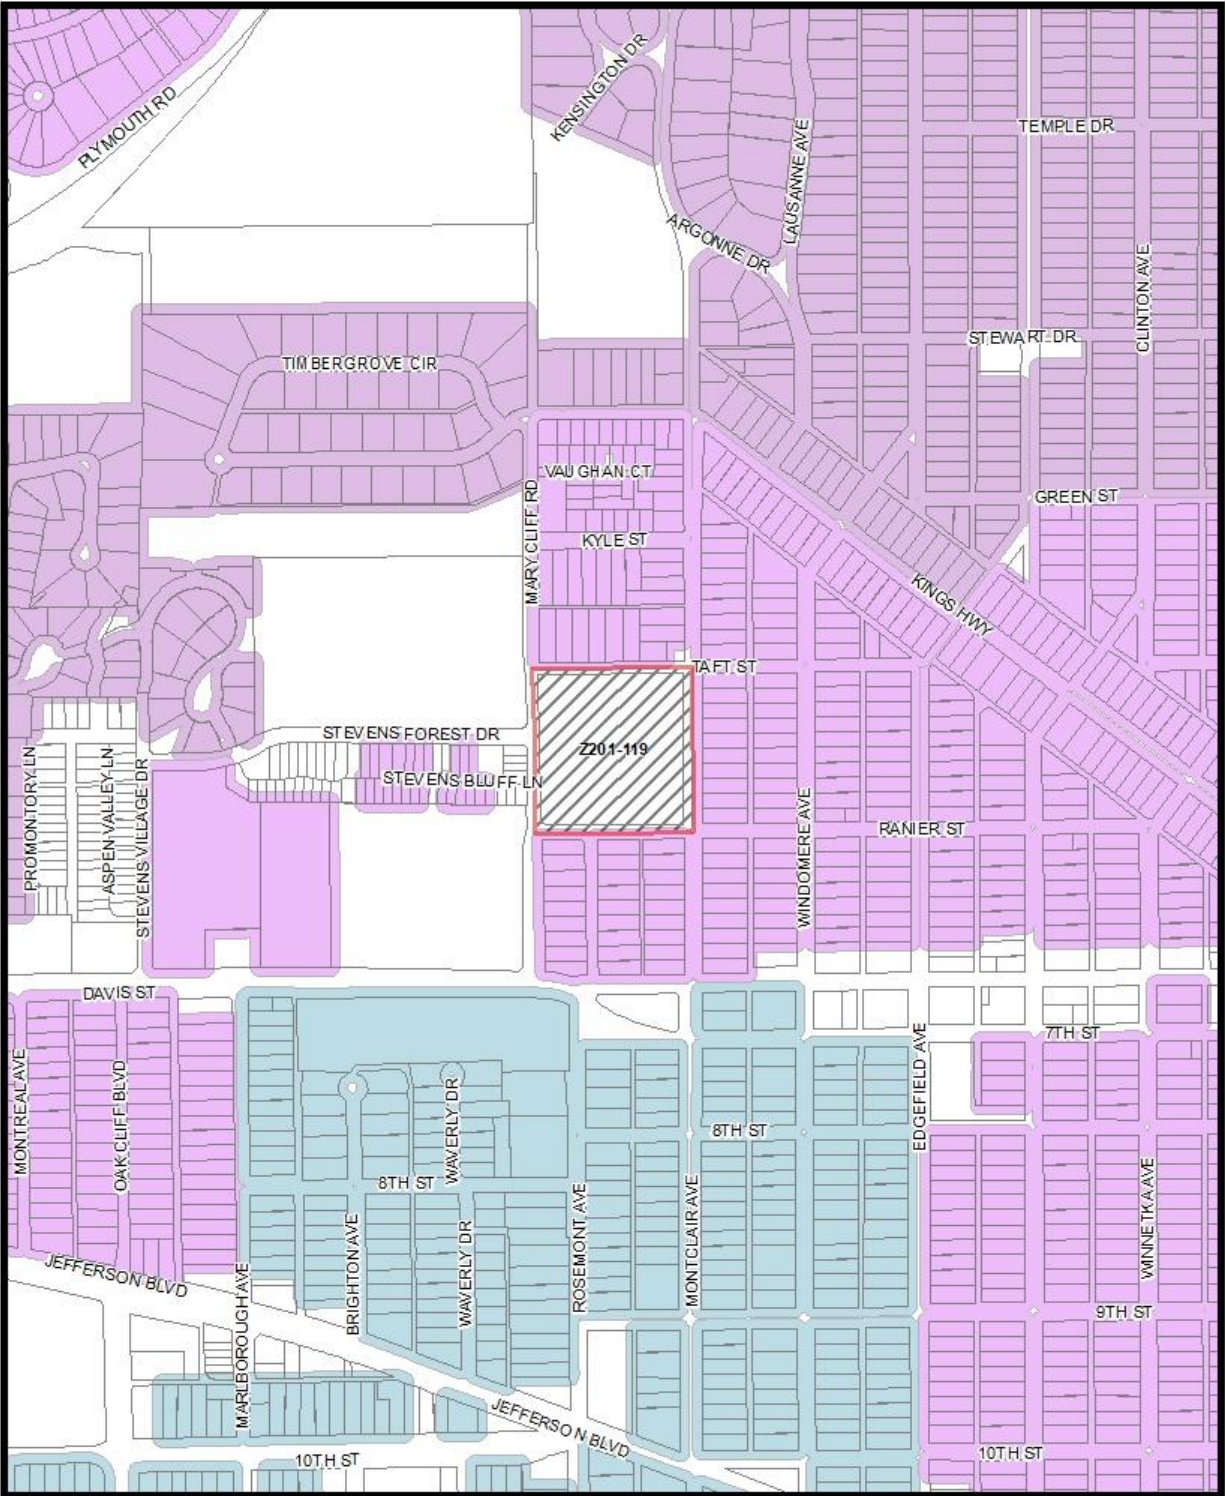 KENSINGTON DR
PLYMOUTH RD
TEMPLE DR
LAUSANNE AVE
ARGONNE DR
CLINTON AVE
STEWART DR
TIMBERGROVE CIR
VAUGHAN CT
GREEN ST
MARY CLIFF RD
KYLE ST
KINGS HWY
TAFT ST
STEVENS FOREST DR
Z201-119
STEVENS BLUFF LN
PROMONTORY LN
ASPEN VALLEY LN
STEVENS VILLAGE DR
WINDOMERE AVE
RANIER ST
DAVIS ST
7TH ST
MONTREAL AVE
OAK CLIFF BLVD
WAVERLY DR
EDGEFIELD AVE
8TH ST
8TH ST
ROSEMONT AVE
MONTCLAIR AVE
WINNETKA AVE
BRIGHTON AVE
WAVERLY DR
JEFFERSON BLVD
MARLBOROUGH AVE
9TH ST
JEFFERSON BLVD
10TH ST
10TH ST